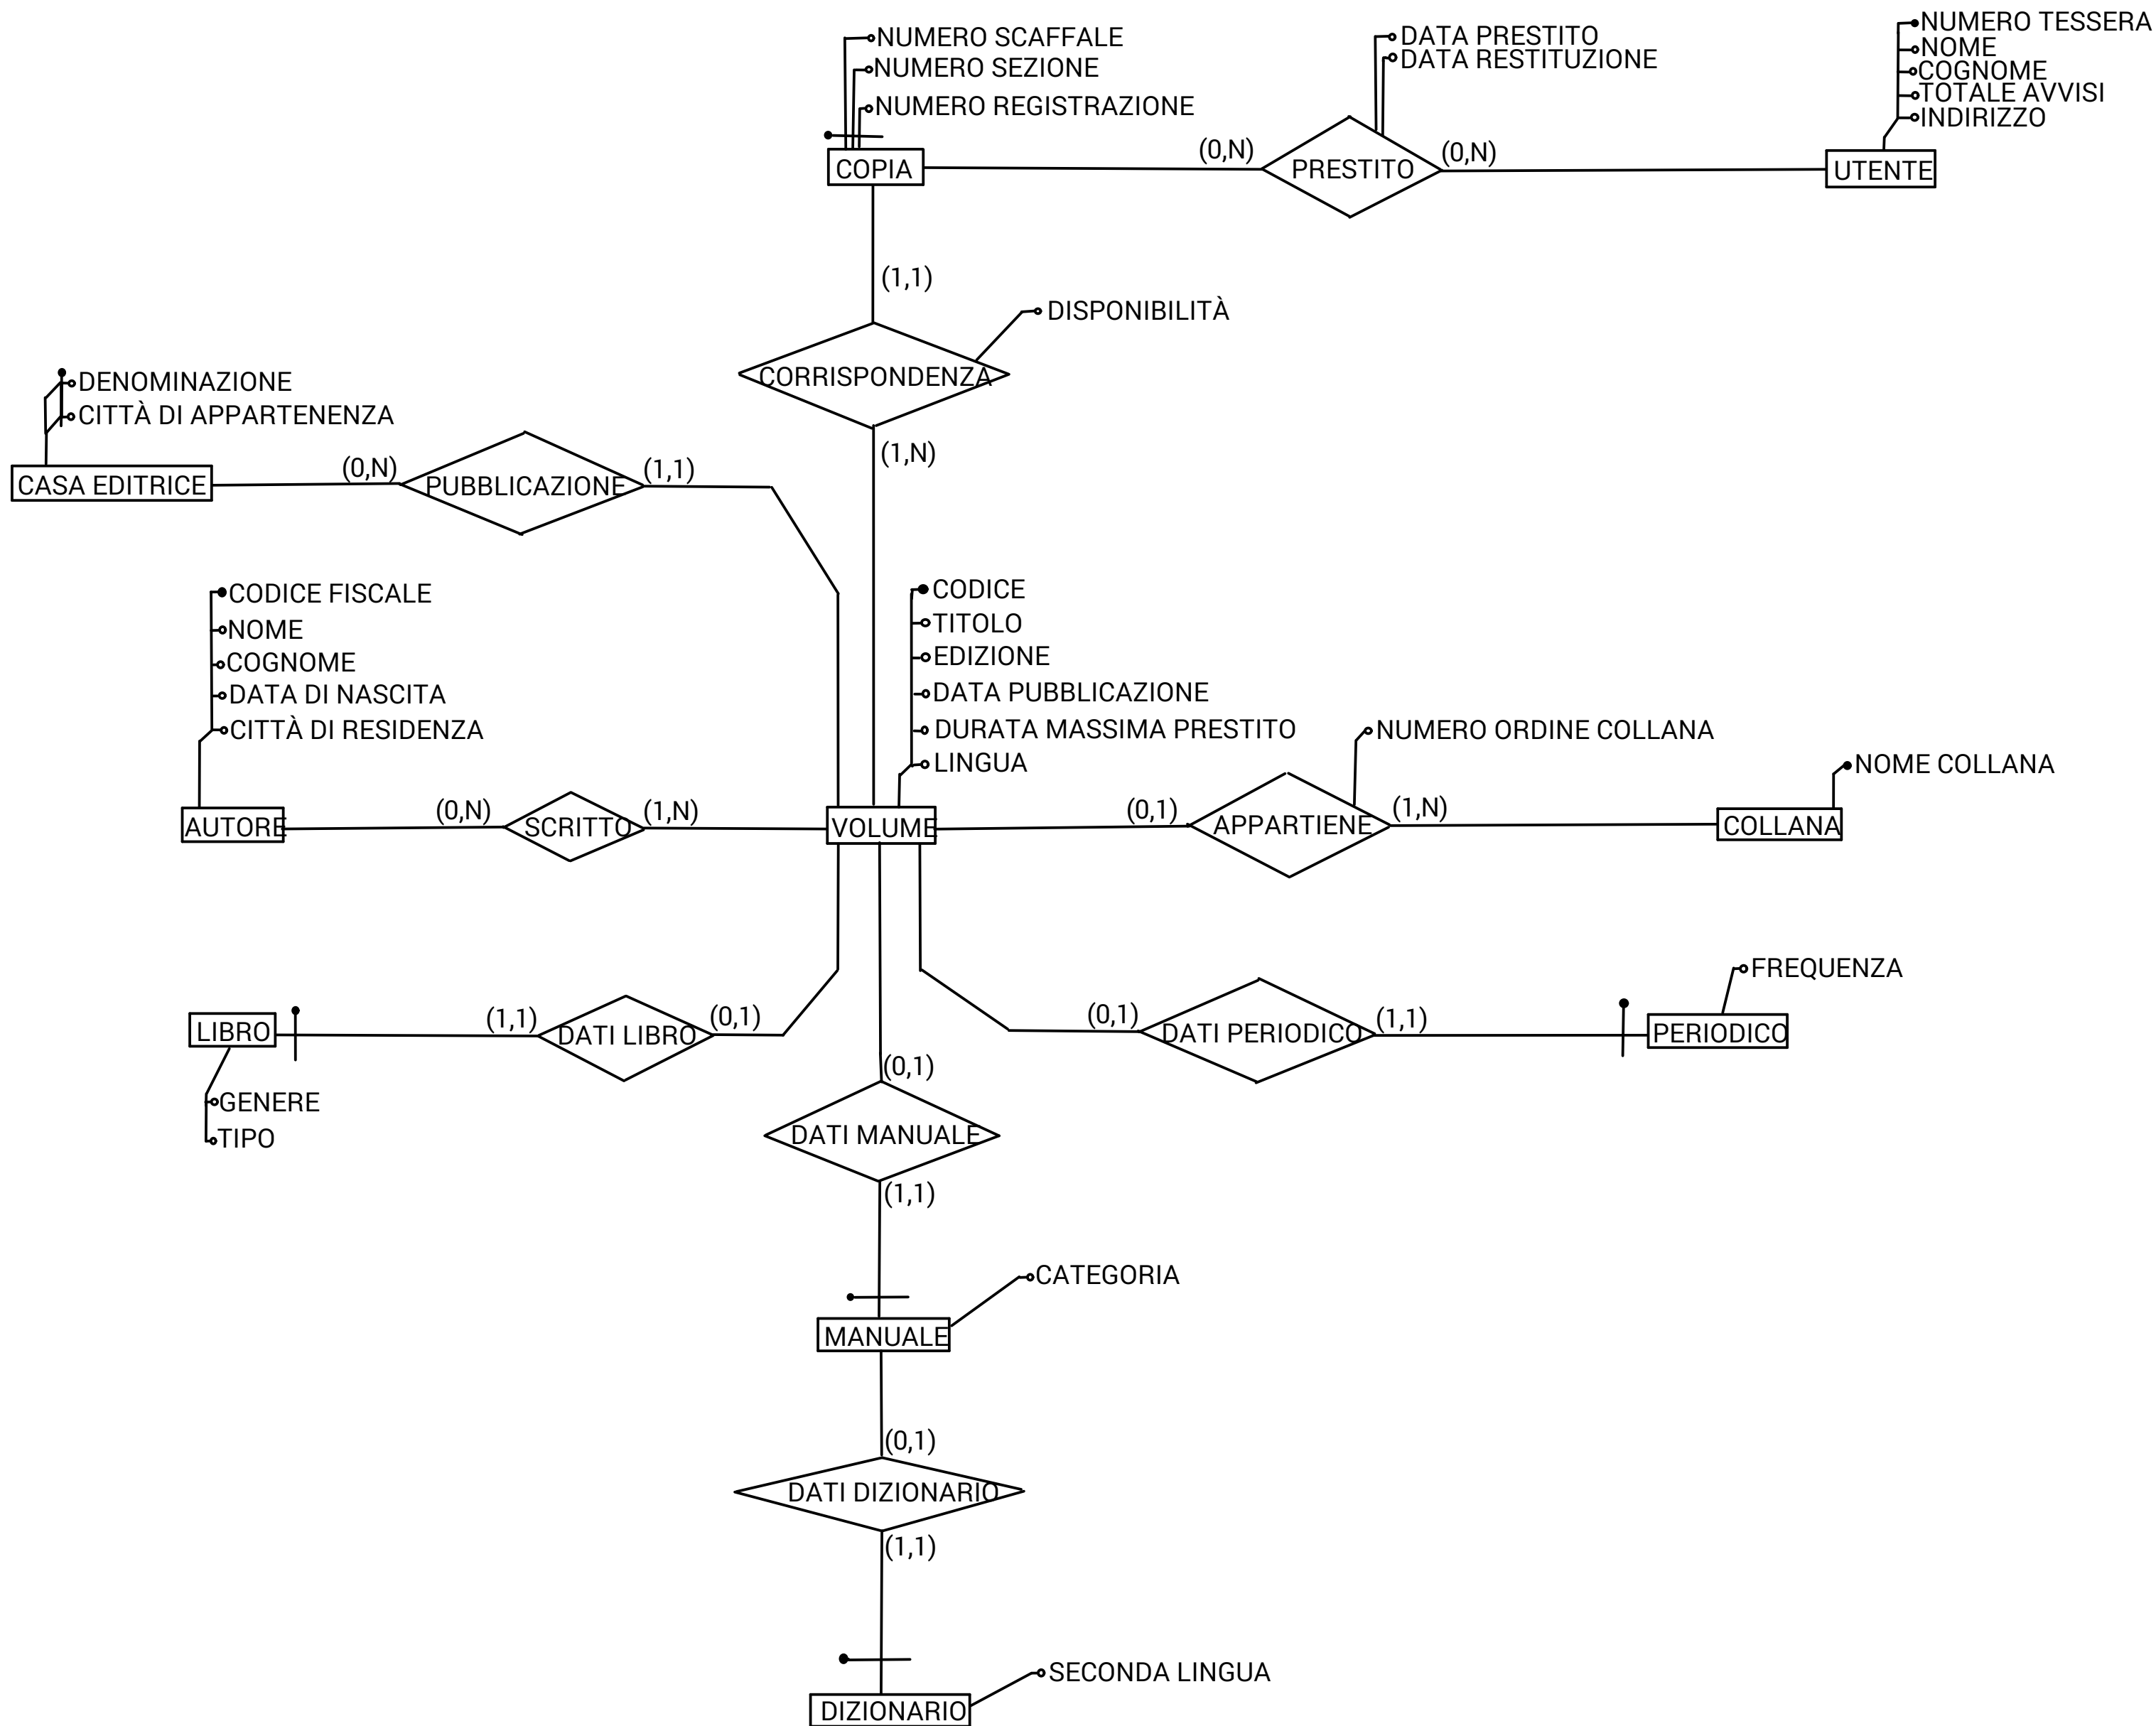 NUMERO SCAFFALE
NUMERO SEZIONE
NUMERO REGISTRAZIONE
COPIA
DATA PRESTITO
DATA RESTITUZIONE
(0,N)
PRESTITO
(0,N)
NUMERO TESSERA
NOME
COGNOME
TOTALE AVVISI
INDIRIZZO
UTENTE
(1,1)
DISPONIBILITÀ
CORRISPONDENZA
(1,N)
DENOMINAZIONE
CITTÀ DI APPARTENENZA
CASA EDITRICE
(0,N)
PUBBLICAZIONE
(1,1)
CODICE FISCALE
NOME
COGNOME
DATA DI NASCITA
CITTÀ DI RESIDENZA
AUTORE
(0,N)
SCRITTO
(1,N)
CODICE
TITOLO
EDIZIONE
DATA PUBBLICAZIONE
DURATA MASSIMA PRESTITO
LINGUA
VOLUME
(0,1)
NUMERO ORDINE COLLANA
APPARTIENE
(1,N)
NOME COLLANA
COLLANA
LIBRO
GENERE
TIPO
(1,1)
DATI LIBRO
(0,1)
(0,1)
DATI PERIODICO
(1,1)
FREQUENZA
PERIODICO
(0,1)
DATI MANUALE
(1,1)
CATEGORIA
MANUALE
(0,1)
DATI DIZIONARIO
(1,1)
SECONDA LINGUA
DIZIONARIO